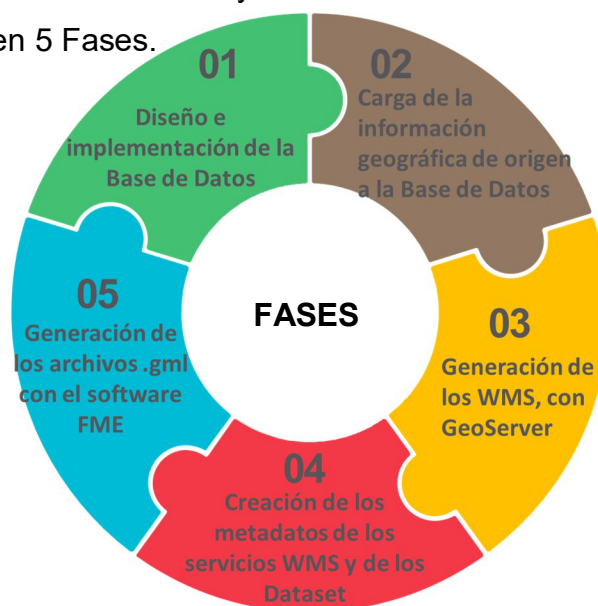 en 5 Fases.
01
Diseño e
implementación de la
Base de Datos
02
Carga de la
información
geográfica de origen
a la Base de Datos
FASES
03
Generación de
los WMS, con
GeoServer
04
Creación de los
metadatos de los
servicios WMS y de los
Dataset
05
Generación de
los archivos .gml
con el software
FME